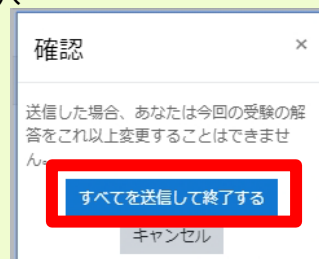 確認
×
送信した場合、あなたは今回の受験の解
答をこれ以上変更することはできませ
ん。
すべてを送信して終了する
キャンセル